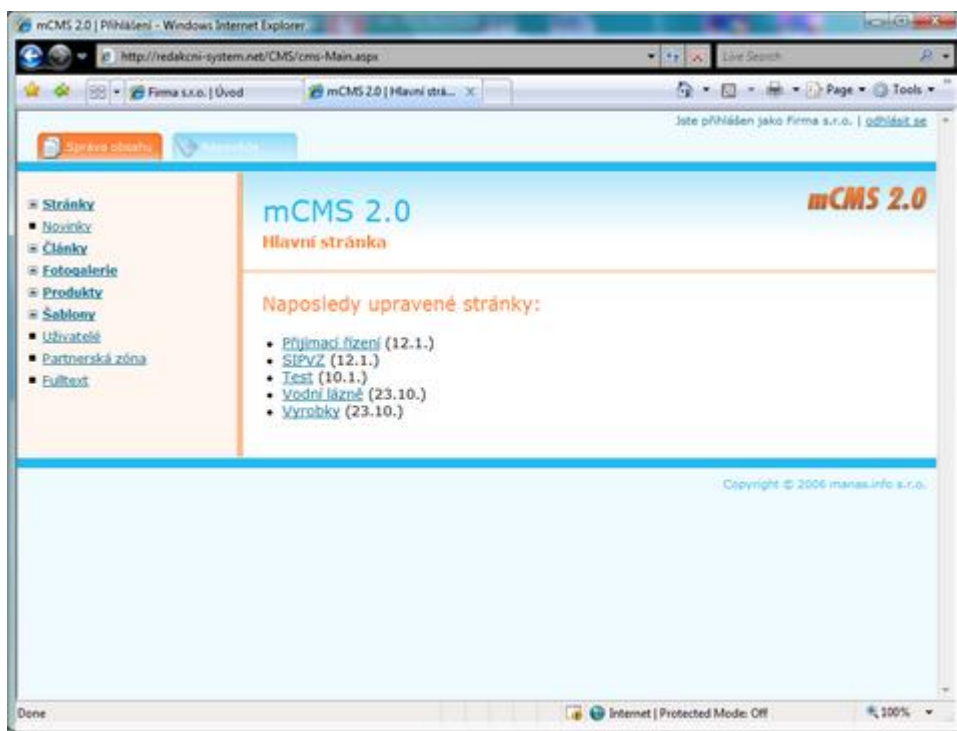 mCMS 2.0 | Přihlášení - Windows Internet Explorer
http://redakcni-system.net/CMS/cms-Main.aspx
Live Search
Firma s.r.o. | Úvod
mCMS 2.0 | Hlavní strá...
Page
Tools
Jste přihlášen jako Firma s.r.o. | odhlásit se
Správa obsahu
Stránky
Novinky
Články
Fotogalerie
Produkty
Šablony
Uživatelé
Partnerská zóna
Fulltext
mCMS 2.0
Hlavní stránka
mCMS 2.0
Naposledy upravené stránky:
Přijímací řízení (12.1.)
SIPVZ (12.1.)
Test (10.1.)
Vodní lázně (23.10.)
Vyrobky (23.10.)
Copyright © 2006 manas.info s.r.o.
Done
Internet | Protected Mode: Off
100%